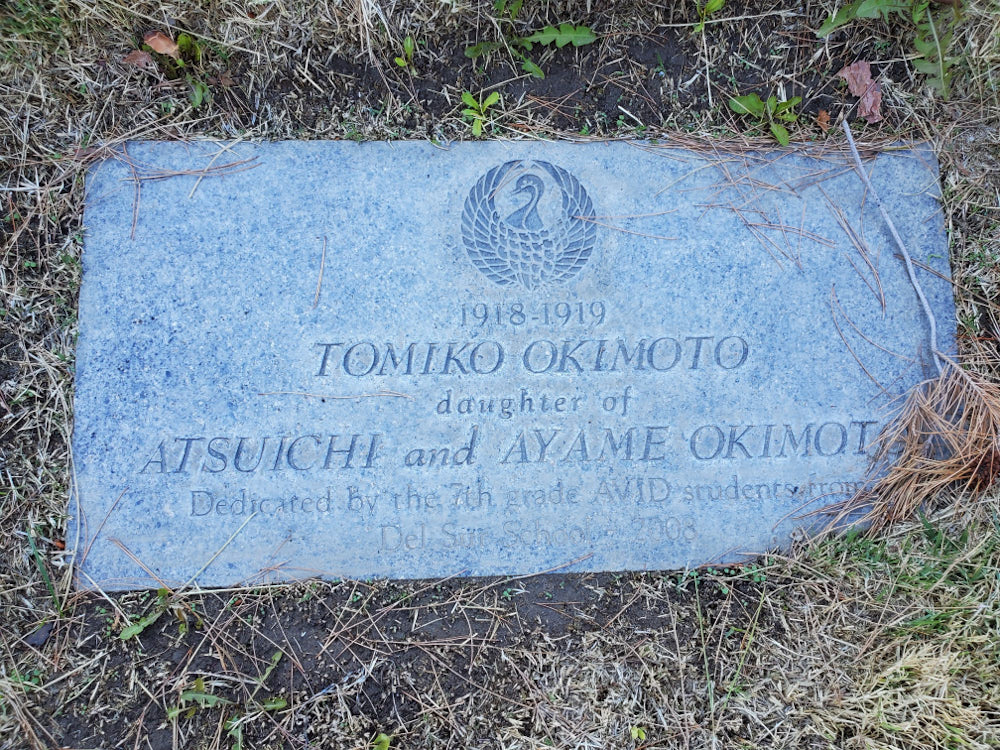 1918-1919
TOMIKO OKIMOTO
daughter of
ATSUICHI and AYAME OKIMOTO
Dedicated by the 7th grade AVID students from
Del Sur School - 2008